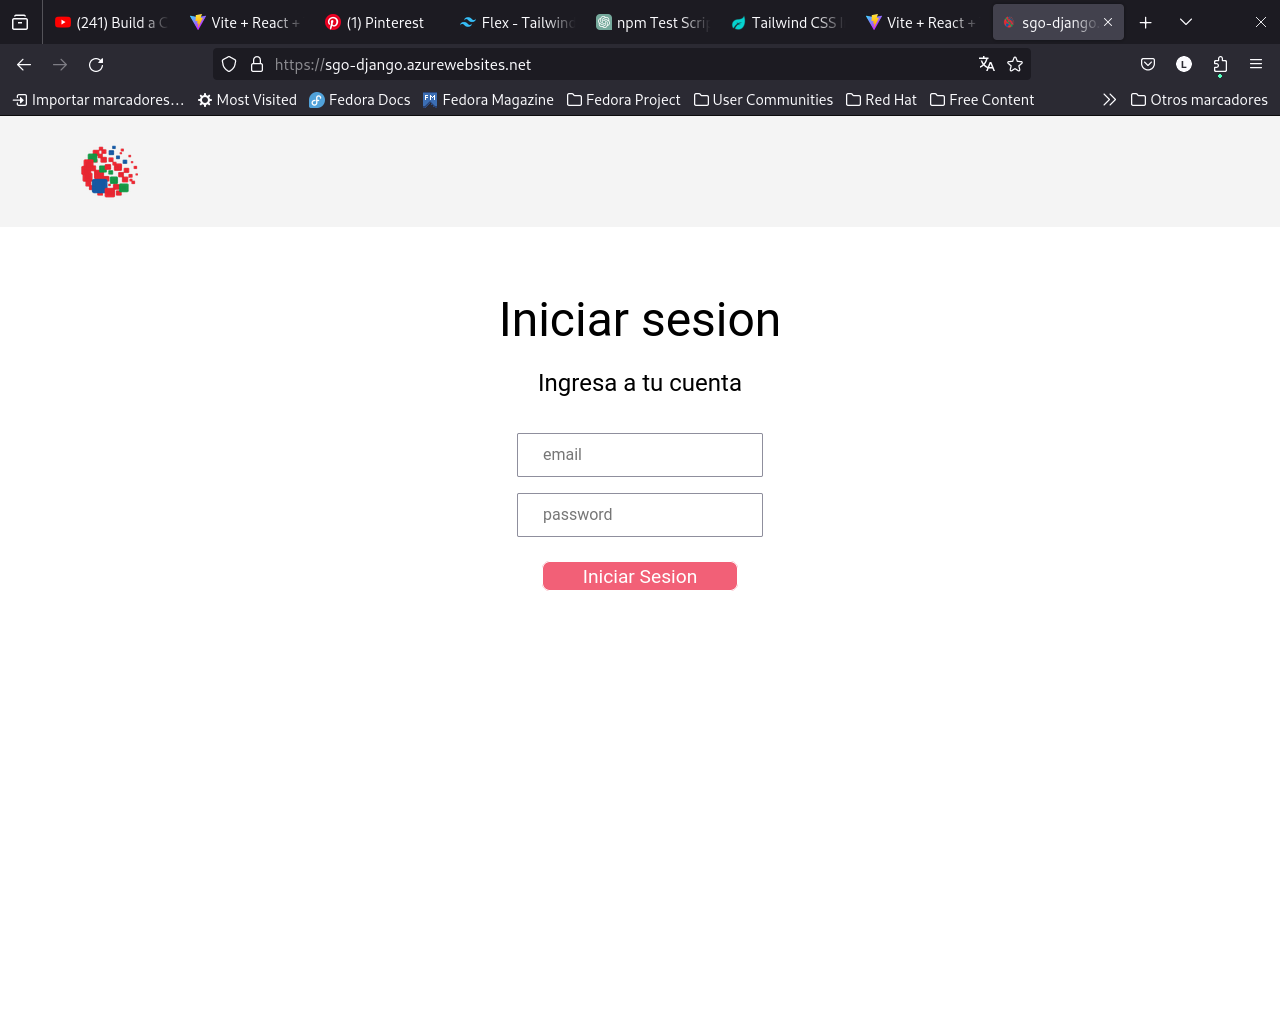 (241) Build a C
Vite + React +
(1) Pinterest
Flex - Tailwind
npm Test Scrip
Tailwind CSS
Vite + React +
sgo-django.
https://sgo-django.azurewebsites.net
L
Importar marcadores...
Most Visited
Fedora Docs
FM
Fedora Magazine
Fedora Project
User Communities
Red Hat
Free Content
Otros marcadores
Iniciar sesion
Ingresa a tu cuenta
email
password
Iniciar Sesion